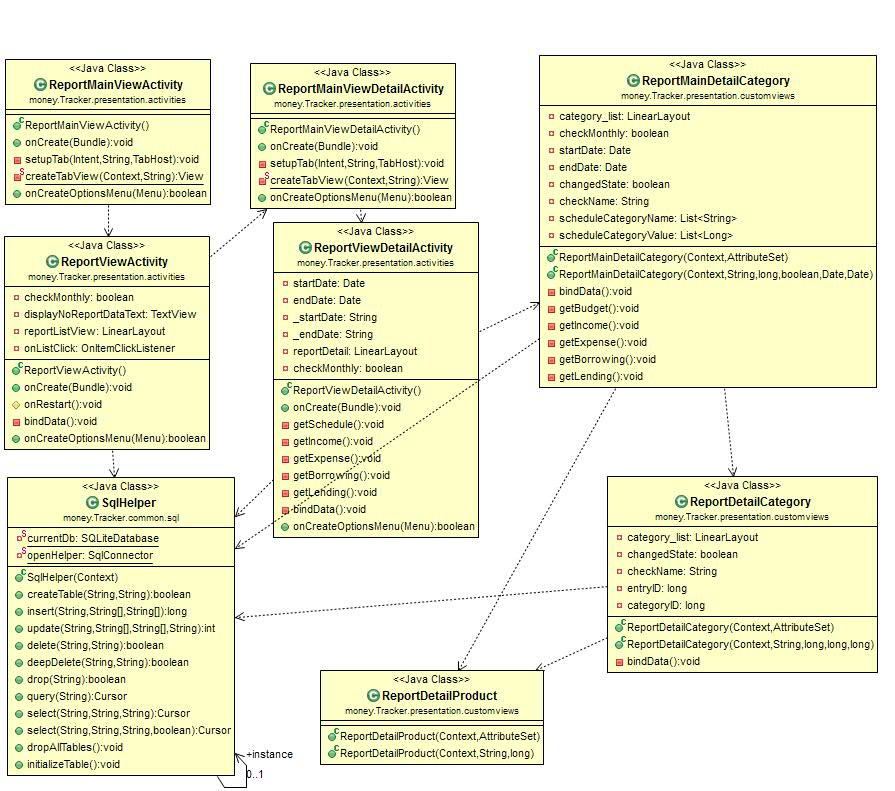 <<Java Class>>
ReportMainViewActivity
money.Tracker.presentation.activities
ReportMainViewActivity()
onCreate(Bundle):void
setupTab(Intent,String,TabHost):void
createTabView(Context,String):View
onCreateOptionsMenu(Menu):boolean
<<Java Class>>
ReportMainViewDetailActivity
money.Tracker.presentation.activities
ReportMainViewDetailActivity()
onCreate(Bundle):void
setupTab(Intent,String,TabHost):void
createTabView(Context,String):View
onCreateOptionsMenu(Menu):boolean
<<Java Class>>
ReportMainDetailCategory
money.Tracker.presentation.customviews
category_list: LinearLayout
checkMonthly: boolean
startDate: Date
endDate: Date
changedState: boolean
checkName: String
scheduleCategoryName: List<String>
scheduleCategoryValue: List<Long>
ReportMainDetailCategory(Context,AttributeSet)
ReportMainDetailCategory(Context,String,long,boolean,Date,Date)
bindData():void
getBudget():void
getIncome():void
getExpense():void
getBorrowing():void
getLending():void
<<Java Class>>
ReportViewActivity
money.Tracker.presentation.activities
checkMonthly: boolean
displayNoReportDataText: TextView
reportListView: LinearLayout
onListClick: OnItemClickListener
ReportViewActivity()
onCreate(Bundle):void
onRestart():void
bindData():void
onCreateOptionsMenu(Menu):boolean
<<Java Class>>
ReportViewDetailActivity
money.Tracker.presentation.activities
startDate: Date
endDate: Date
_startDate: String
_endDate: String
reportDetail: LinearLayout
checkMonthly: boolean
ReportViewDetailActivity()
onCreate(Bundle):void
getSchedule():void
getIncome():void
getExpense():void
getBorrowing():void
getLending():void
bindData():void
onCreateOptionsMenu(Menu):boolean
<<Java Class>>
SqlHelper
money.Tracker.common.sql
currentDb: SQLiteDatabase
openHelper: SqlConnector
SqlHelper(Context)
createTable(String,String):boolean
insert(String,String[],String[]):long
update(String,String[],String[],String):int
delete(String,String):boolean
deepDelete(String,String):boolean
drop(String):boolean
query(String):Cursor
select(String,String,String):Cursor
select(String,String,String,boolean):Cursor
dropAllTables():void
initializeTable():void
+instance
0..1
<<Java Class>>
ReportDetailCategory
money.Tracker.presentation.customviews
category_list: LinearLayout
changedState: boolean
checkName: String
entryID: long
categoryID: long
ReportDetailCategory(Context,AttributeSet)
ReportDetailCategory(Context,String,long,long,long)
bindData():void
<<Java Class>>
ReportDetailProduct
money.Tracker.presentation.customviews
ReportDetailProduct(Context,AttributeSet)
ReportDetailProduct(Context,String,long)